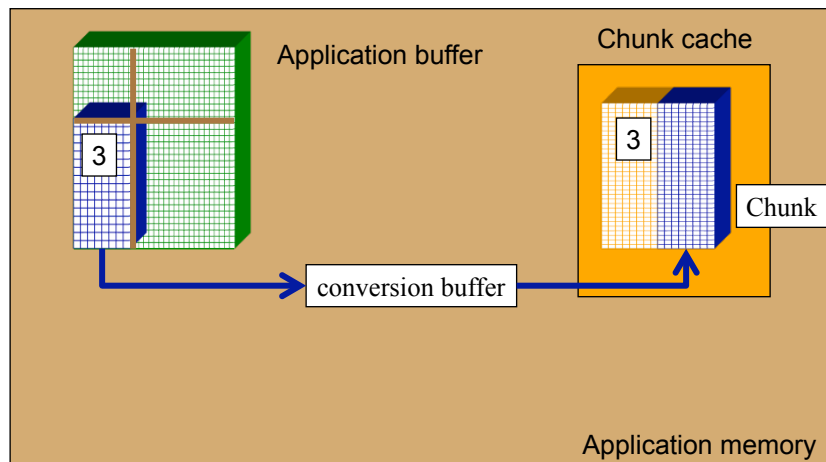 Application buffer
Chunk cache
3
3
Chunk
conversion buffer
Application memory